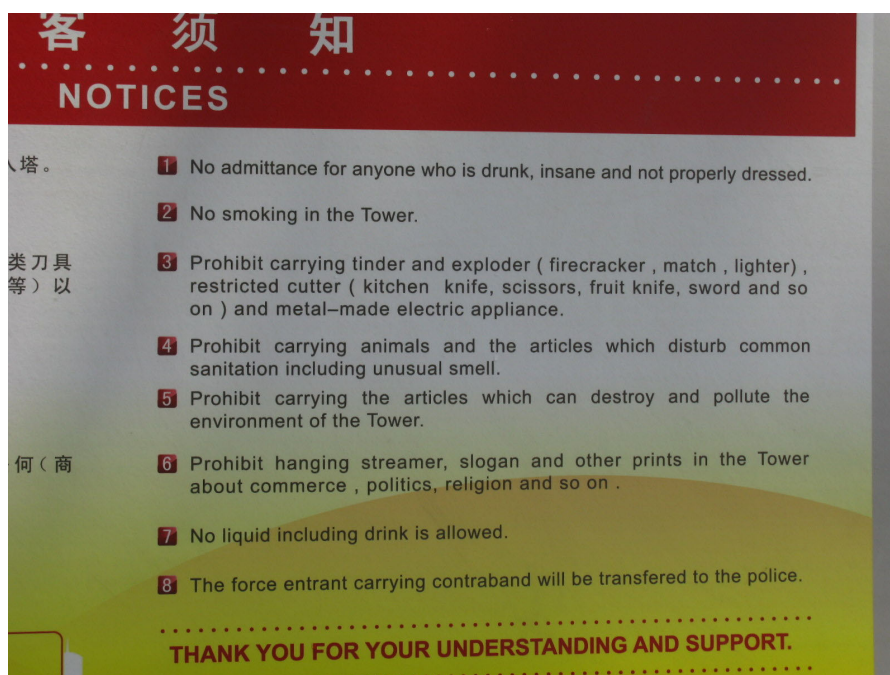 客须知
NOTICES
入塔。
类刀具
等）以
何（商
1 No admittance for anyone who is drunk, insane and not properly dressed.
2 No smoking in the Tower.
3 Prohibit carrying tinder and exploder ( firecracker , match , lighter) ,
restricted cutter ( kitchen knife, scissors, fruit knife, sword and so
on ) and metal–made electric appliance.
4 Prohibit carrying animals and the articles which disturb common
sanitation including unusual smell.
5 Prohibit carrying the articles which can destroy and pollute the
environment of the Tower.
6 Prohibit hanging streamer, slogan and other prints in the Tower
about commerce , politics, religion and so on .
7 No liquid including drink is allowed.
8 The force entrant carrying contraband will be transfered to the police.
THANK YOU FOR YOUR UNDERSTANDING AND SUPPORT.